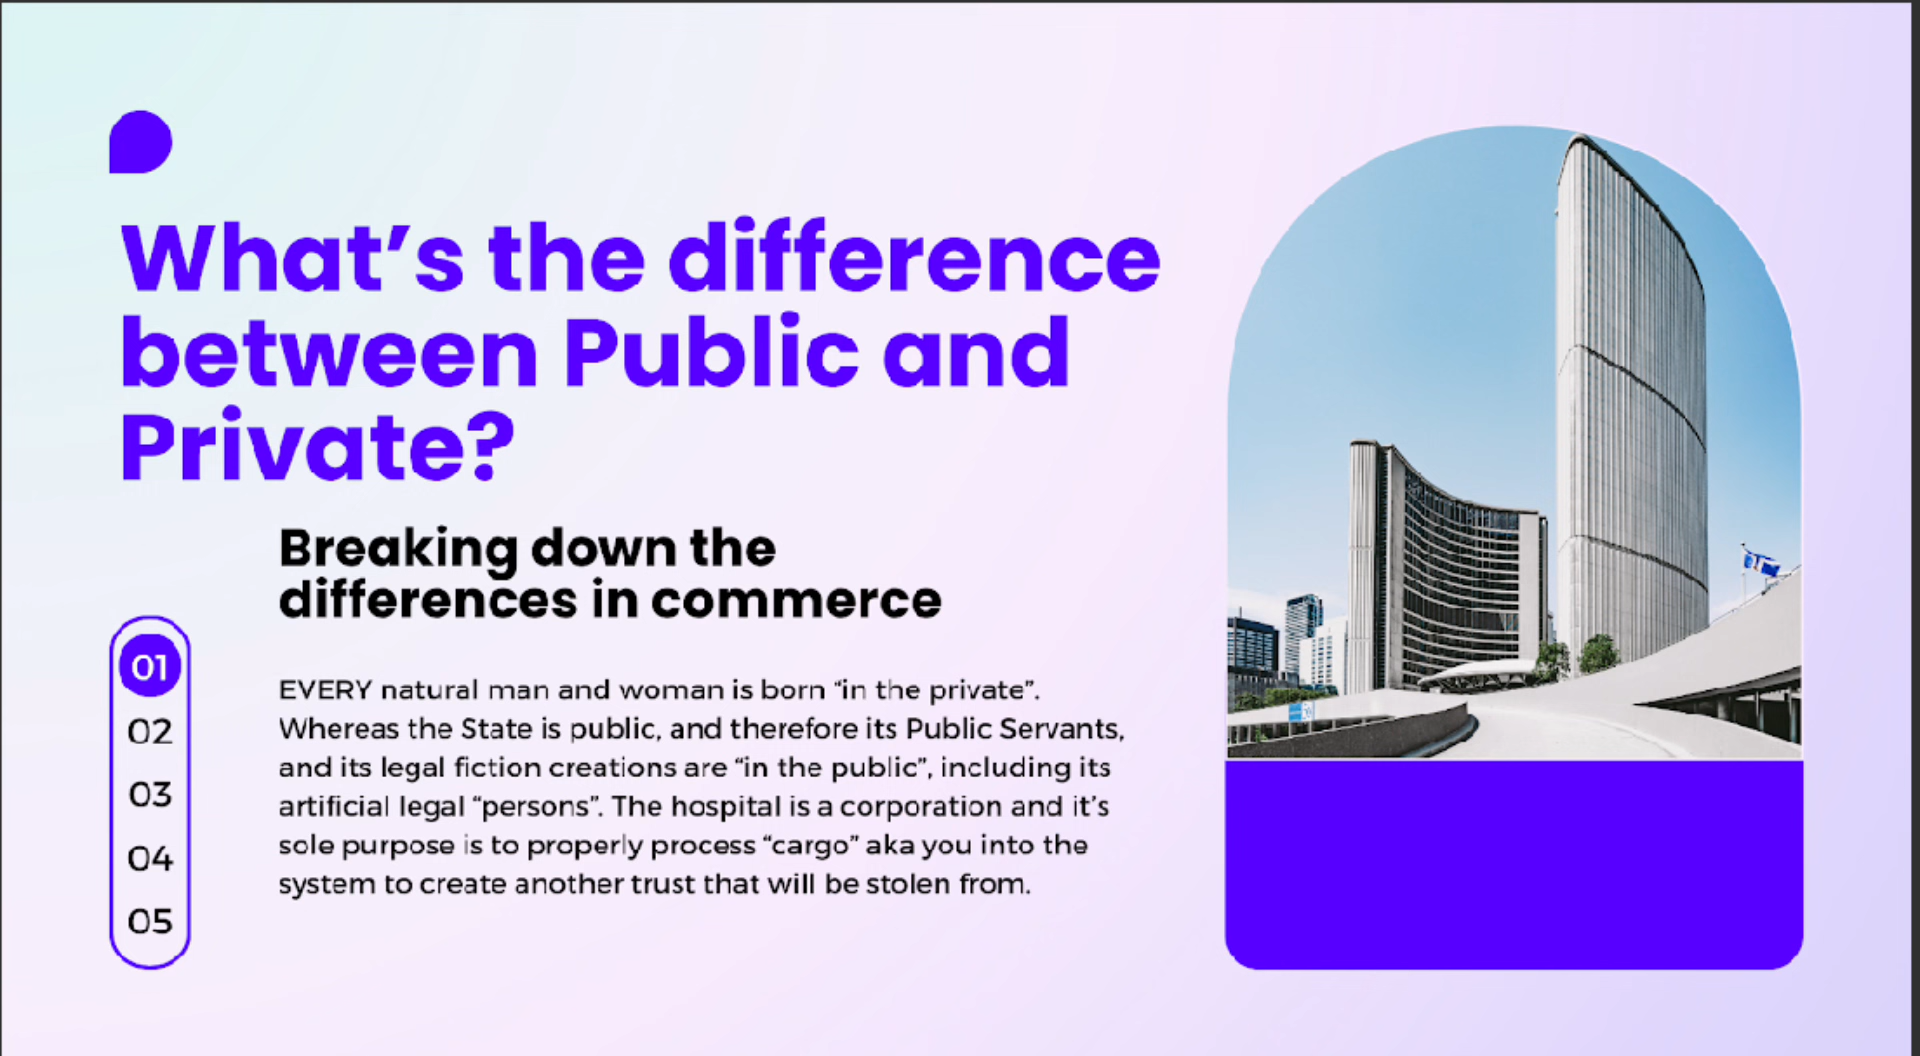 What’s the difference
between Public and
Private?
Breaking down the
differences in commerce
01
02
03
04
05
EVERY natural man and woman is born “in the private”.
Whereas the State is public, and therefore its Public Servants,
and its legal fiction creations are “in the public”, including its
artificial legal “persons”. The hospital is a corporation and it’s
sole purpose is to properly process “cargo” aka you into the
system to create another trust that will be stolen from.